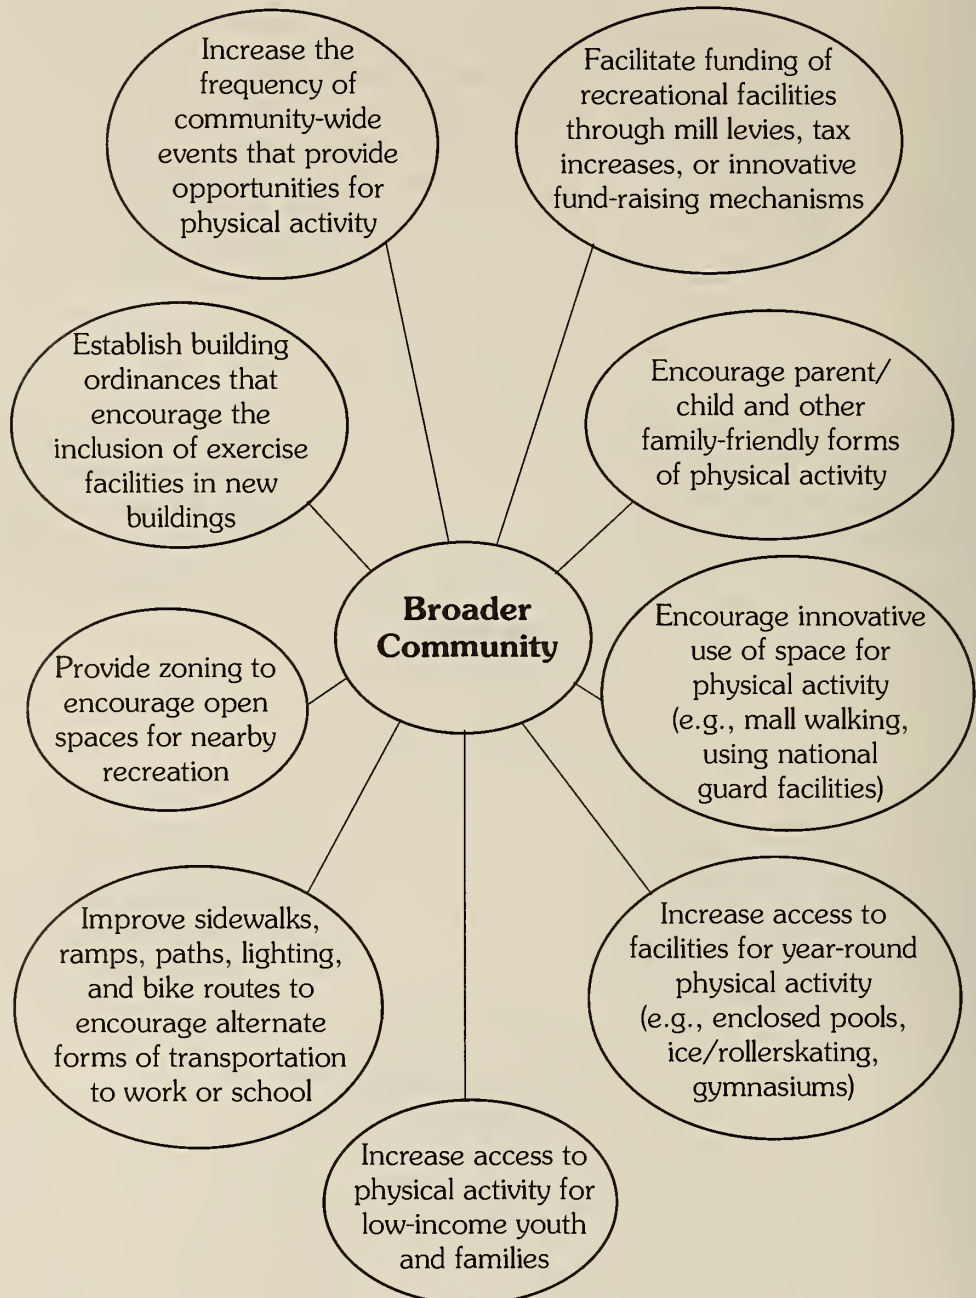 Increase the
frequency of
community-wide
events that provide
opportunities for
physical activity
Facilitate funding of
recreational facilities
through mill levies, tax
increases, or innovative
fund-raising mechanisms
Establish building
ordinances that
encourage the
inclusion of exercise
facilities in new
buildings
Encourage parent/
child and other
family-friendly forms
of physical activity
Broader
Community
Provide zoning to
encourage open
spaces for nearby
recreation
Encourage innovative
use of space for
physical activity
(e.g., mall walking,
using national
guard facilities)
Improve sidewalks,
ramps, paths, lighting,
and bike routes to
encourage alternate
forms of transportation
to work or school
Increase access to
facilities for year-round
physical activity
(e.g., enclosed pools,
ice/rollerskating,
gymnasiums)
Increase access to
physical activity for
low-income youth
and families